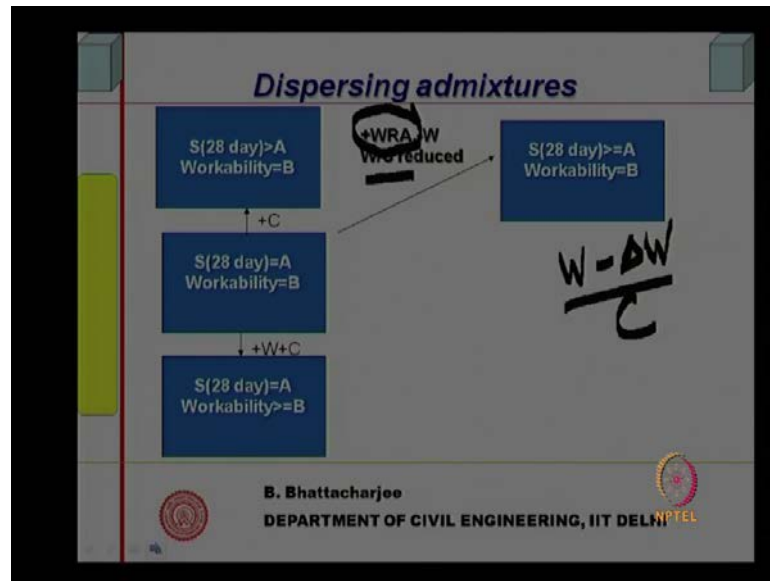 Dispersing admixtures
S(28 day)>A
Workability=B
+WRA,-W
W/C reduced
S(28 day)>=A
Workability=B
+C
S(28 day)=A
Workability=B
W - ΔW
C
+W+C
S(28 day)=A
Workability>=B
B. Bhattacharjee
DEPARTMENT OF CIVIL ENGINEERING, IIT DELHI
NPTEL